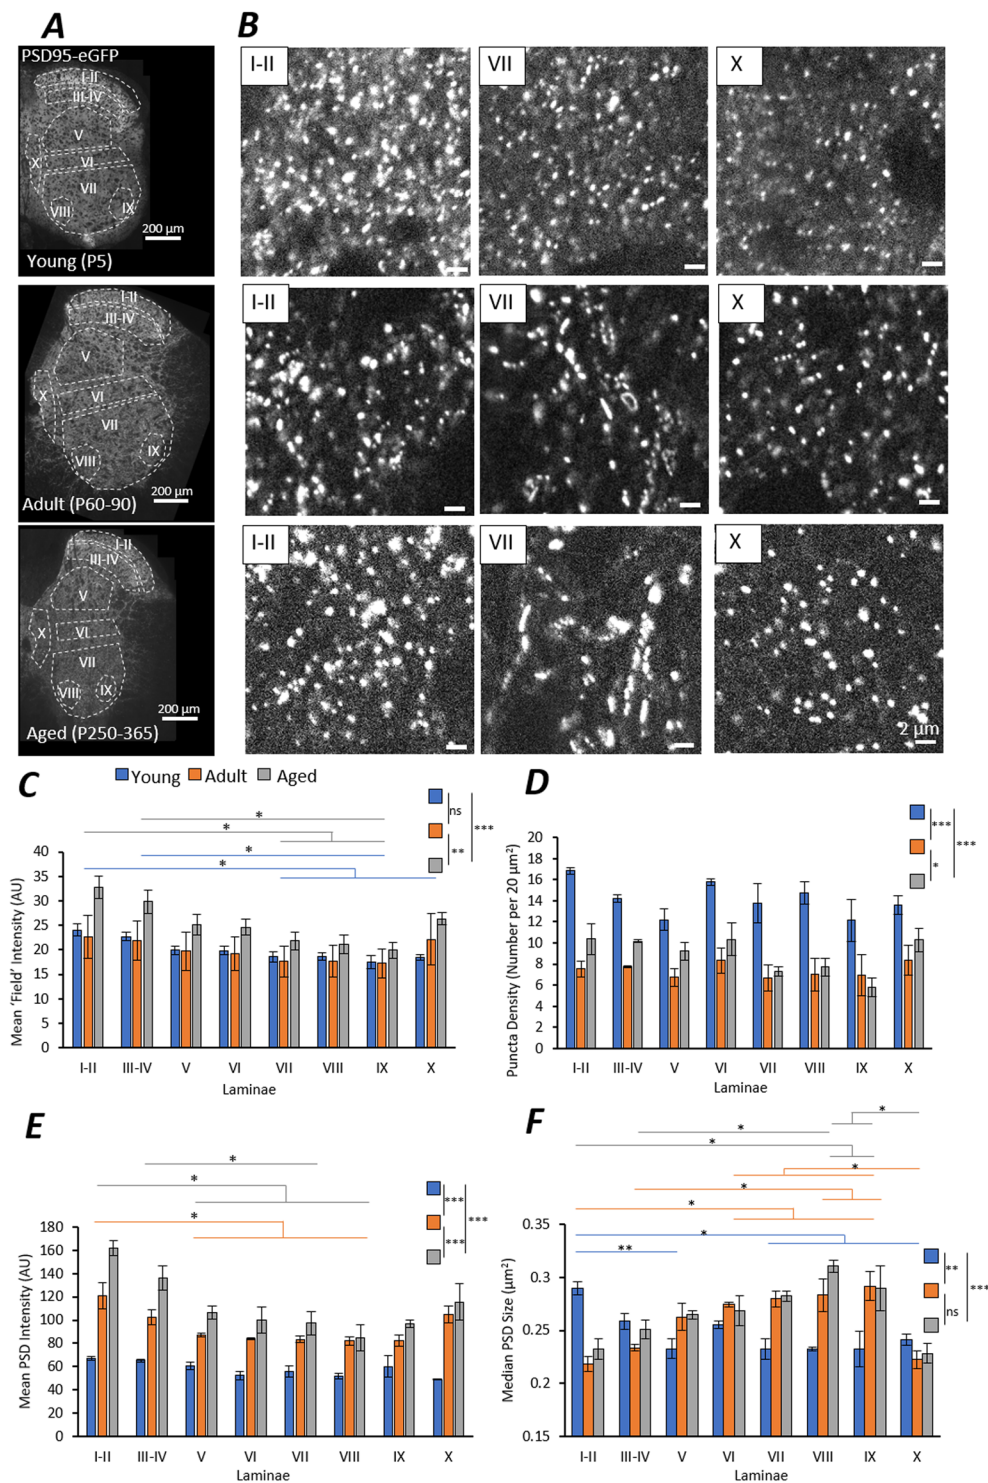 A
PSD95-eGFP
I-II
III-IV
V
X
VI
VII
VIII
IX
200 µm
Young (P5)
I-II
III-IV
V
X
VI
VII
VIII
IX
200 µm
Adult (P60-90)
I-II
III-IV
V
X
VI
VII
VIII
IX
200 µm
Aged (P250-365)
B
I-II VII X
I-II VII X
I-II VII X
2 µm
C
Young Adult Aged
*
*
*
*
ns
**
***
Mean 'Field' Intensity (AU)
40
35
30
25
20
15
10
5
0
I-II III-IV V VI VII VIII IX X
Laminae
D
***
*
***
Puncta Density (Number per 20 µm²)
20
18
16
14
12
10
8
6
4
2
0
I-II III-IV V VI VII VIII IX X
Laminae
E
*
*
*
***
***
***
Mean PSD Intensity (AU)
180
160
140
120
100
80
60
40
20
0
I-II III-IV V VI VII VIII IX X
Laminae
F
*
*
*
*
*
*
*
**
**
ns
***
Median PSD Size (µm²)
0.35
0.3
0.25
0.2
0.15
I-II III-IV V VI VII VIII IX X
Laminae